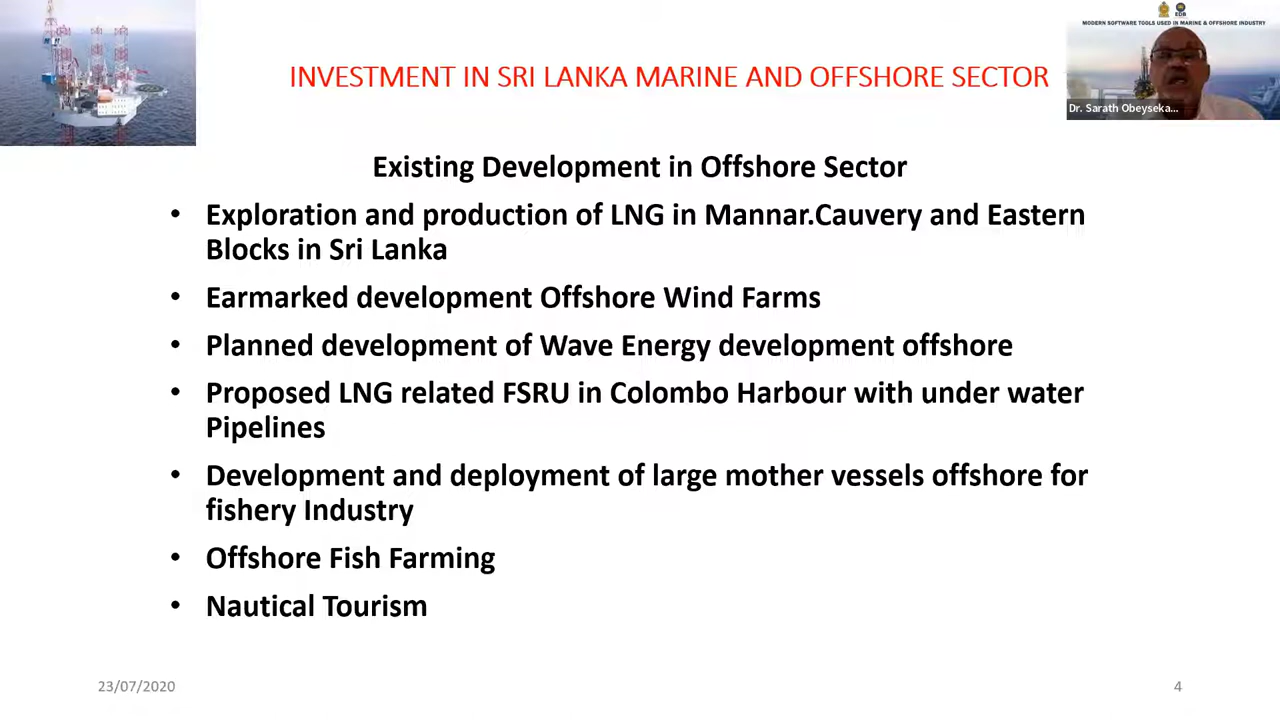 INVESTMENT IN SRI LANKA MARINE AND OFFSHORE SECTOR
EDB
MODERN SOFTWARE TOOLS USED IN MARINE & OFFSHORE INDUSTRY
Dr. Sarath Obeyseka...
Existing Development in Offshore Sector
• Exploration and production of LNG in Mannar.Cauvery and Eastern
Blocks in Sri Lanka
• Earmarked development Offshore Wind Farms
• Planned development of Wave Energy development offshore
• Proposed LNG related FSRU in Colombo Harbour with under water
Pipelines
• Development and deployment of large mother vessels offshore for
fishery Industry
• Offshore Fish Farming
• Nautical Tourism
23/07/2020
4